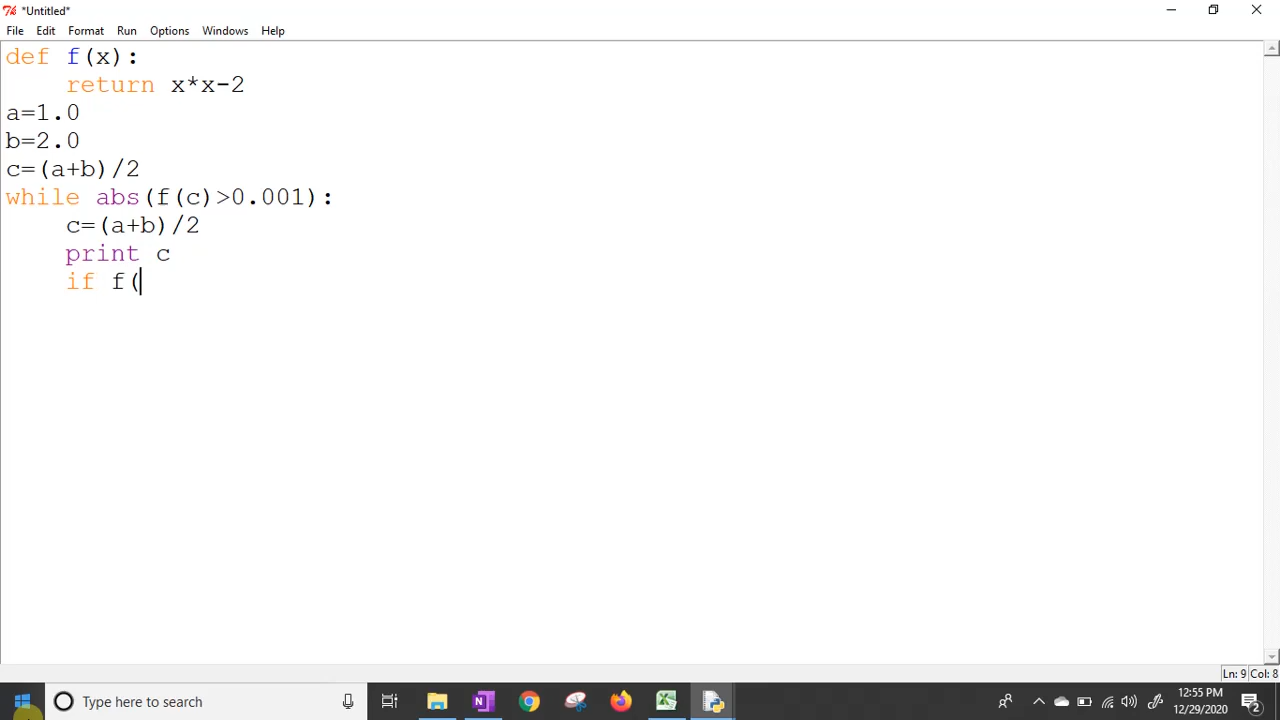 *Untitled*
File Edit Format Run Options Windows Help
def f(x):
    return x*x-2
a=1.0
b=2.0
c=(a+b)/2
while abs(f(c)>0.001):
    c=(a+b)/2
    print c
    if f(
Ln: 9 Col: 8
Type here to search
12:55 PM
12/29/2020
2